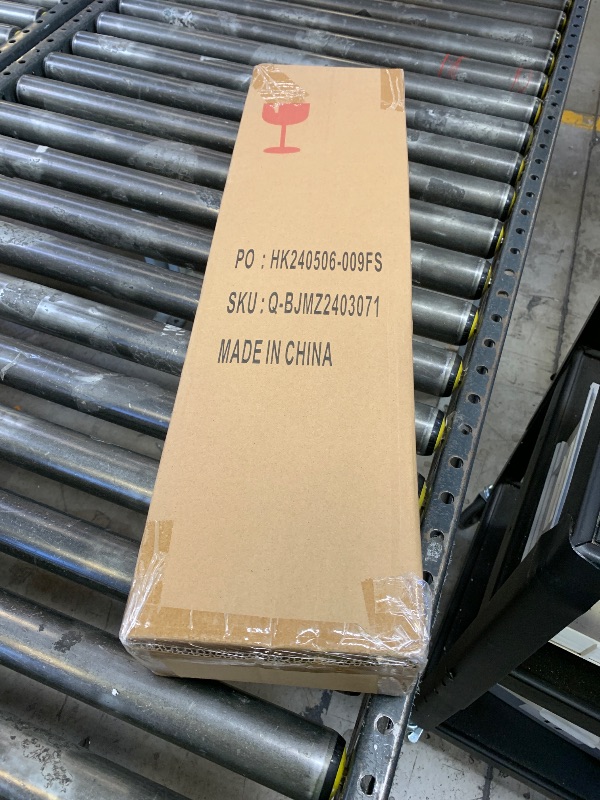 PO : HK240506-009FS
SKU : Q-BJMZ2403071
MADE IN CHINA